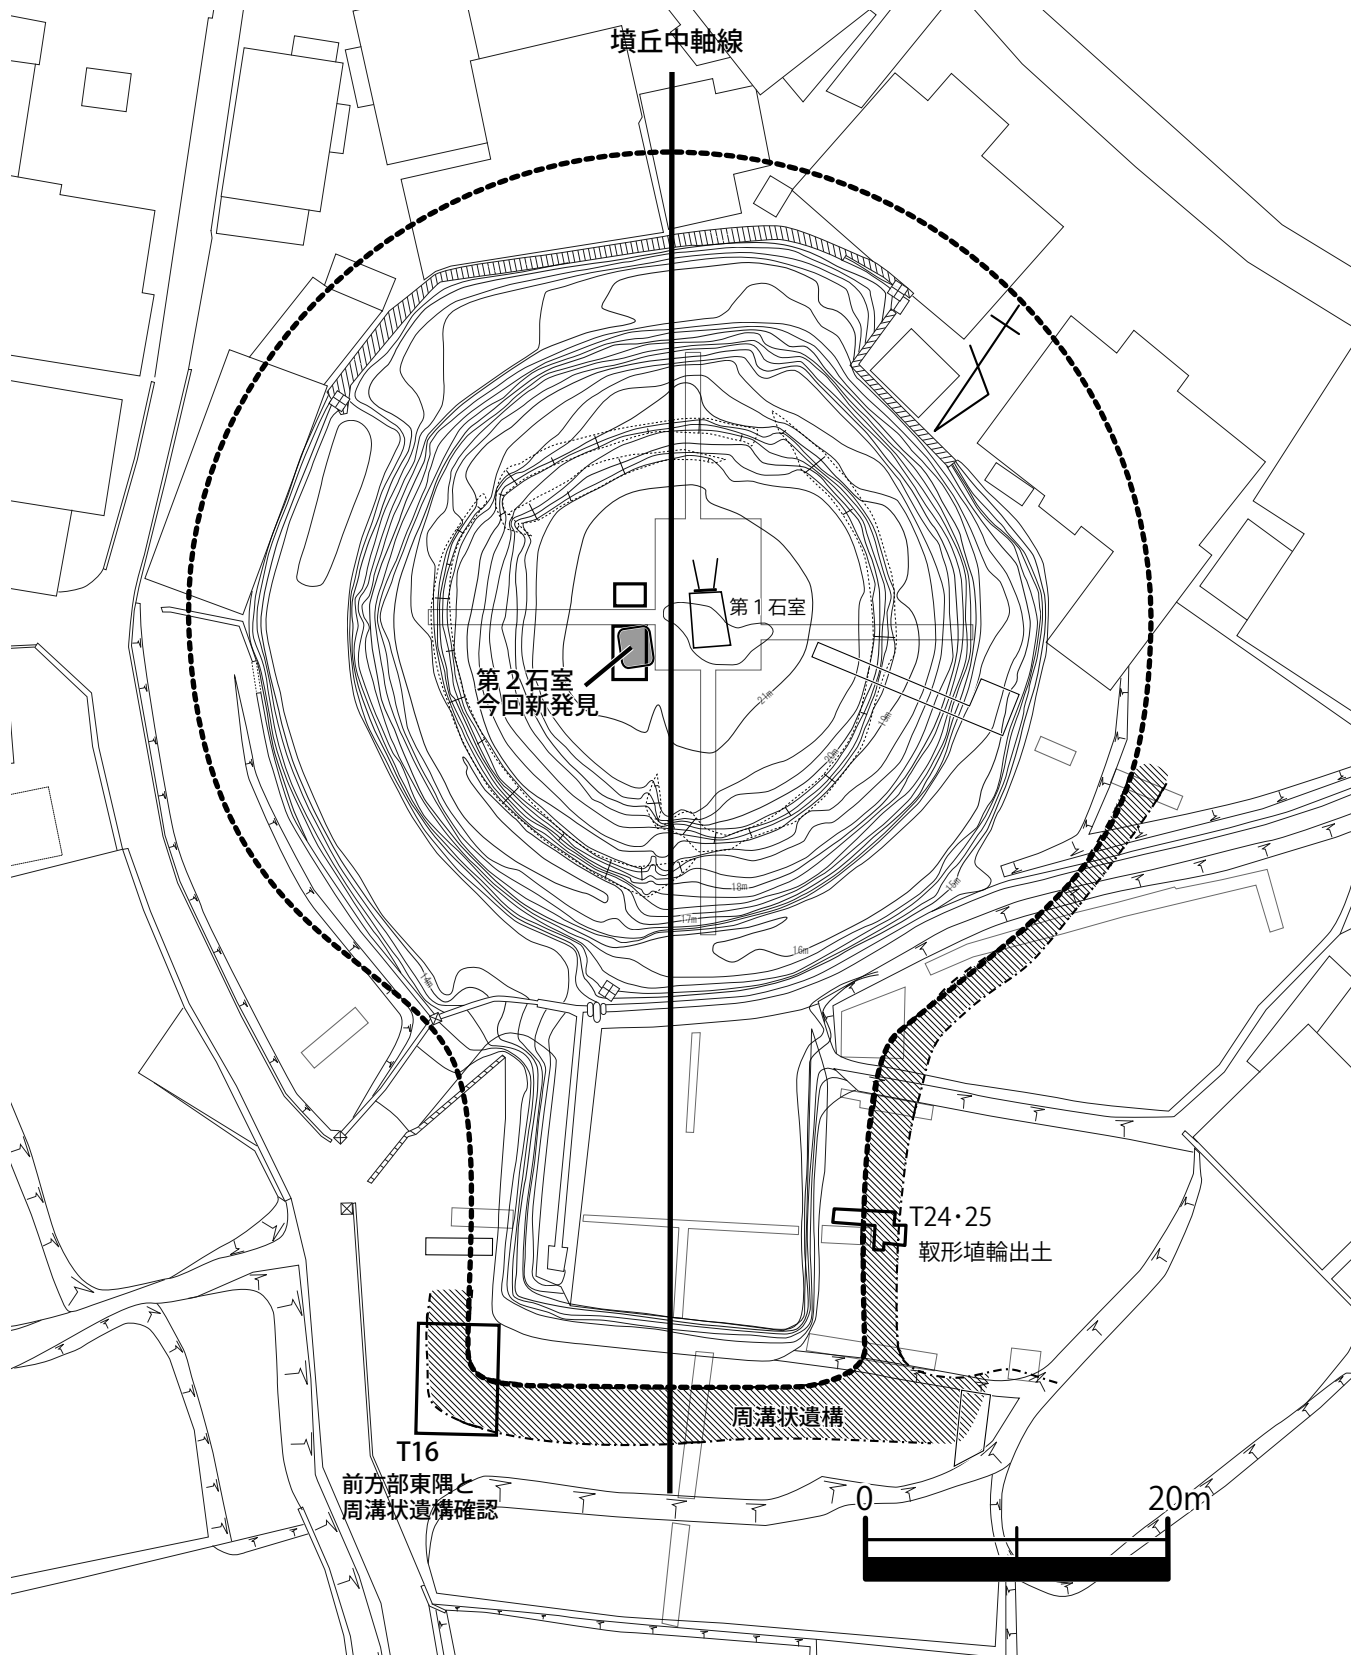 墳丘中軸線
第１石室
第２石室
今回新発見
21m
19m
20m
18m
17m
16m
15m
14m
T24・25
靫形埴輪出土
周溝状遺構
T16
前方部東隅と
周溝状遺構確認
0
20m